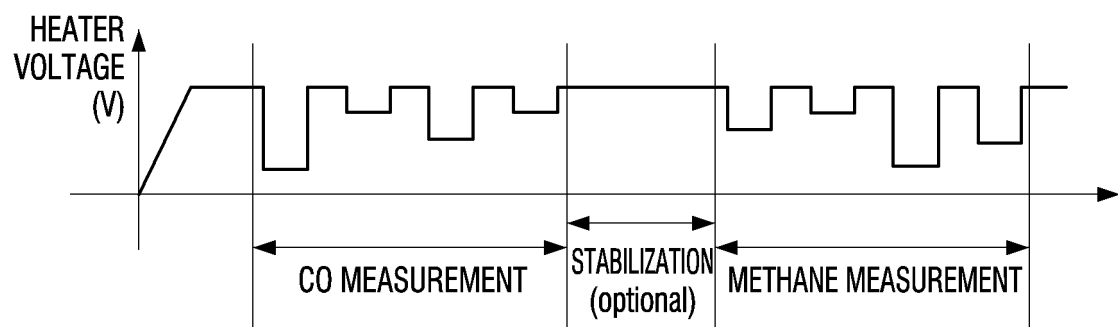 HEATER
VOLTAGE
(V)
CO MEASUREMENT
STABILIZATION
(optional)
METHANE MEASUREMENT